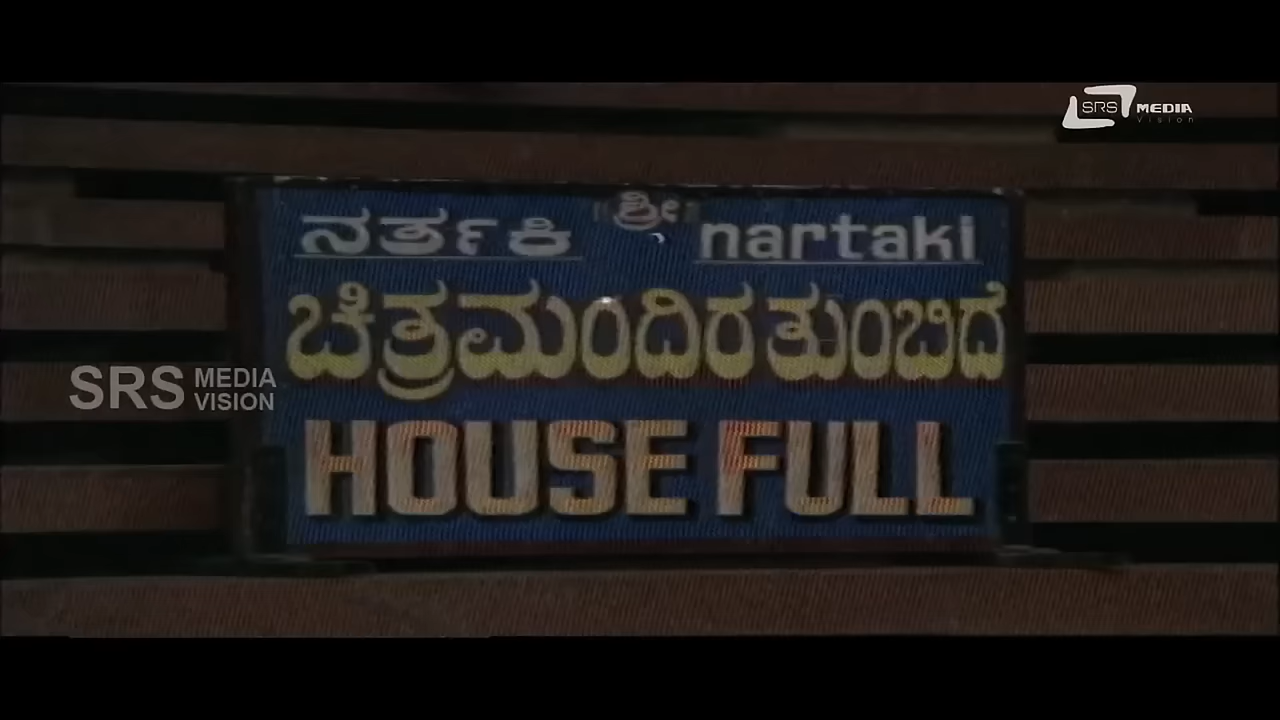 SRS MEDIA
Vision
ಶ್ರೀ
ನರ್ತಕಿ nartaki
ಚಿತ್ರಮಂದಿರ ತುಂಬಿದೆ
SRS MEDIA
VISION
HOUSE FULL